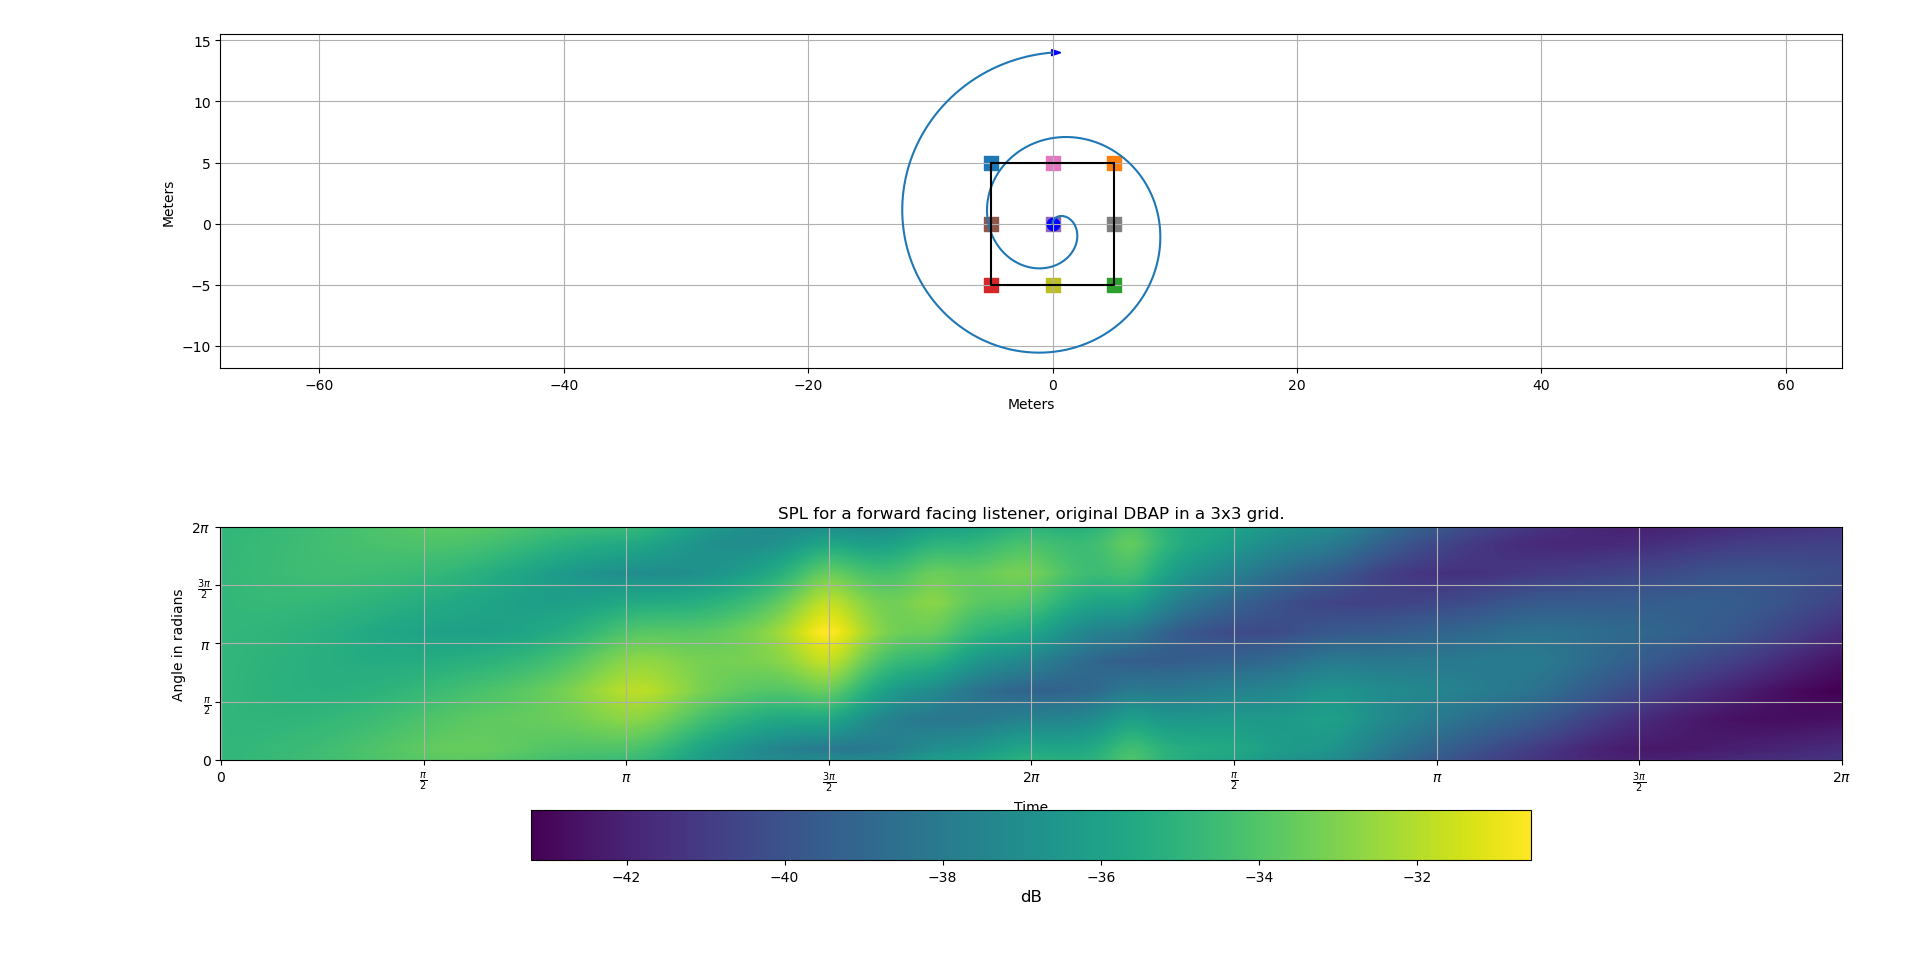 15
10
5
0
−5
−10
Meters
−60 −40 −20 0 20 40 60
Meters
SPL for a forward facing listener, original DBAP in a 3x3 grid.
2π
3π/2
π
π/2
0
Angle in radians
0 π/2 π 3π/2 2π π/2 π 3π/2 2π
Time
−42 −40 −38 −36 −34 −32
dB